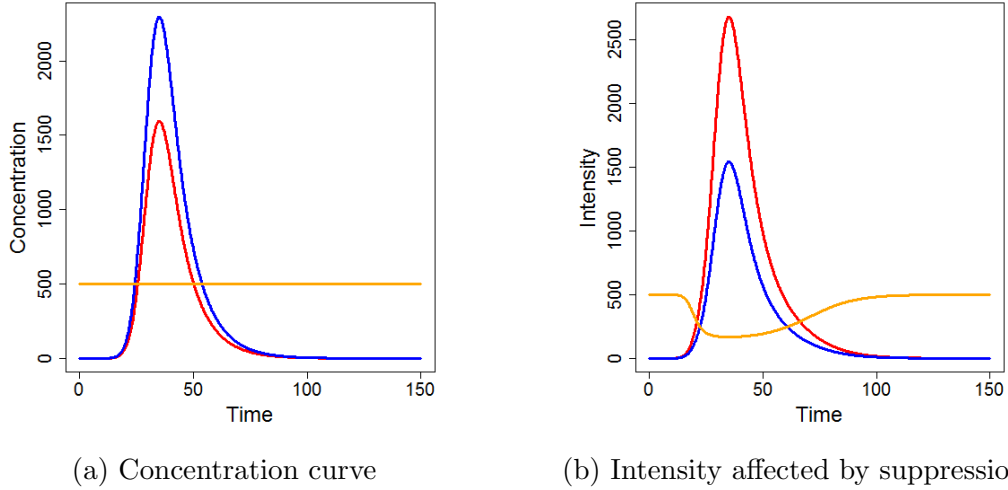 Concentration
2000
1500
1000
500
0
0 50 100 150
Time
(a) Concentration curve
Intensity
2500
2000
1500
1000
500
0
0 50 100 150
Time
(b) Intensity affected by suppressio